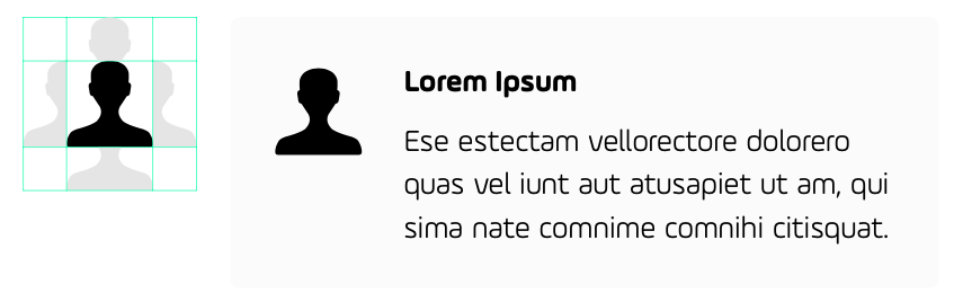 Lorem Ipsum
Ese estectam vellorectore dolorero
quas vel iunt aut atusapiet ut am, qui
sima nate comnime comnihi citisquat.